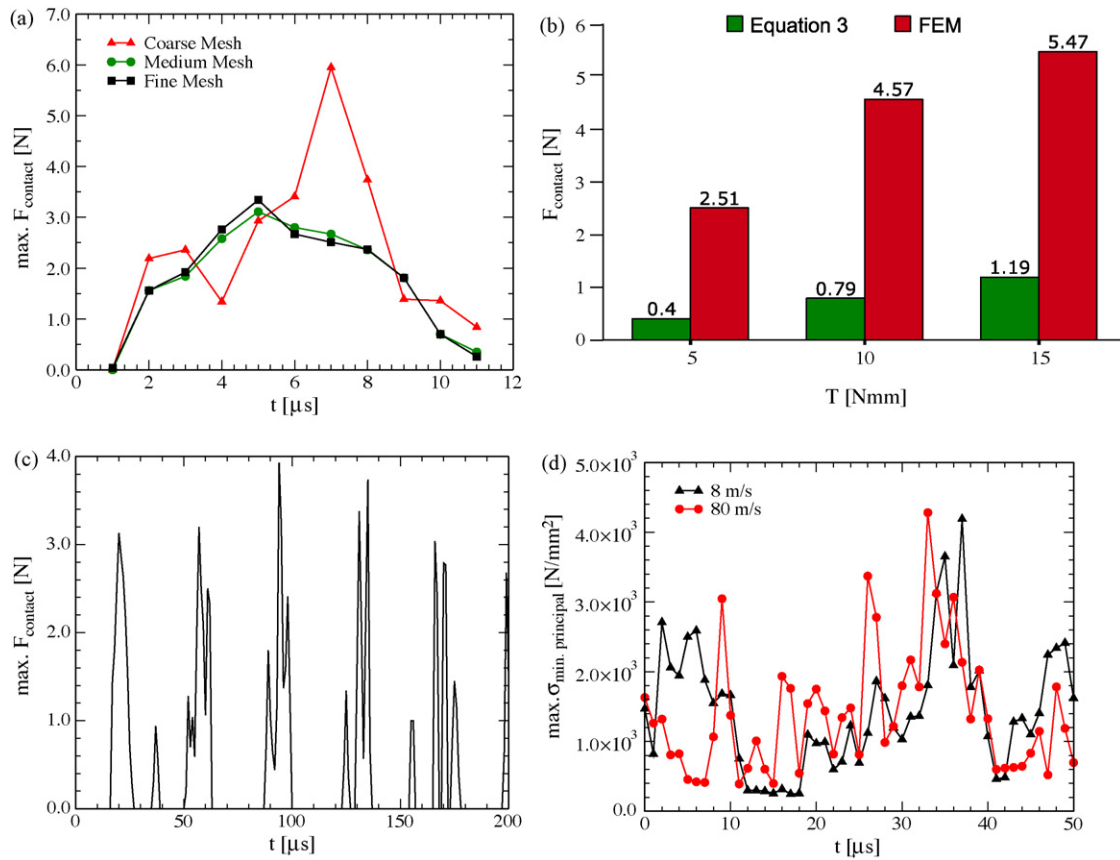 (a)
7.0
6.0
5.0
4.0
3.0
2.0
1.0
0.0
max. F_contact [N]
Coarse Mesh
Medium Mesh
Fine Mesh
0 2 4 6 8 10 12
t [μs]
(b)
Equation 3 FEM
6
5
4
3
2
1
0
F_contact [N]
0.4 2.51 0.79 4.57 1.19 5.47
5 10 15
T [Nmm]
(c)
4.0
3.0
2.0
1.0
0.0
max. F_contact [N]
0 50 100 150 200
t [μs]
(d)
5.0×10³
4.0×10³
3.0×10³
2.0×10³
1.0×10³
0.0
max.σ_min. principal [N/mm²]
8 m/s
80 m/s
0 10 20 30 40 50
t [μs]